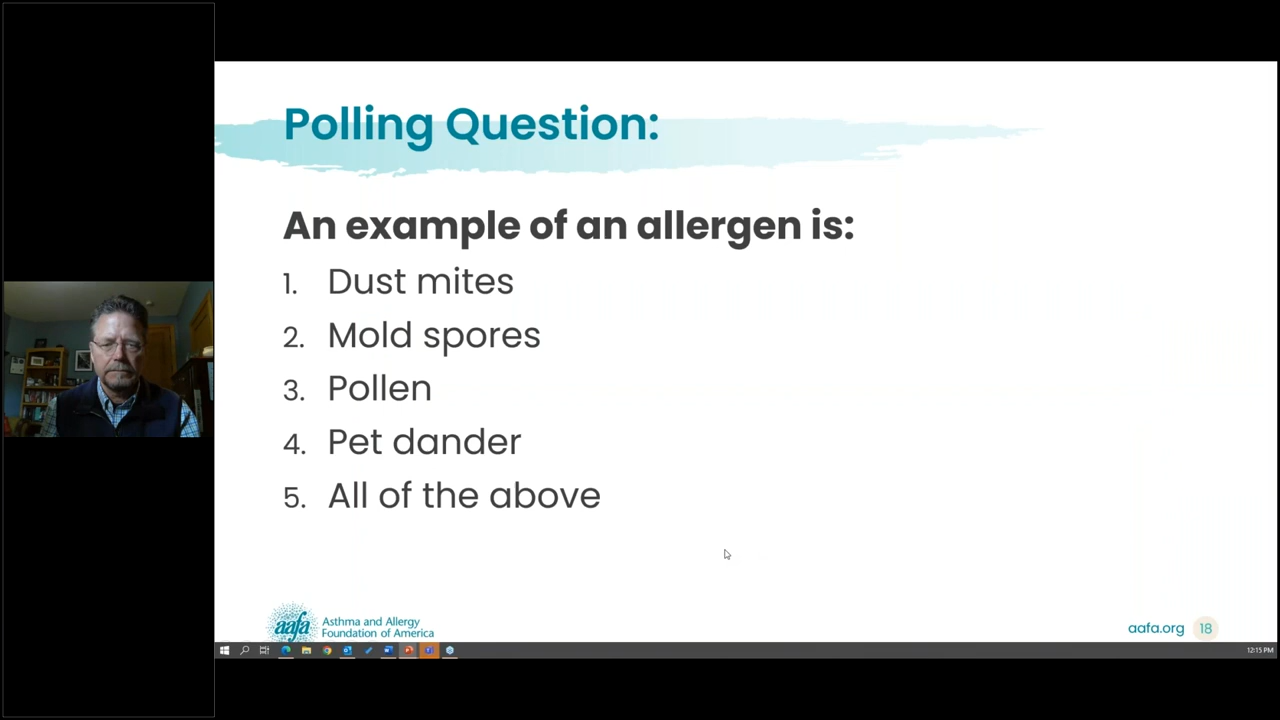 Polling Question:
An example of an allergen is:
1. Dust mites
2. Mold spores
3. Pollen
4. Pet dander
5. All of the above
aafa
Asthma and Allergy
Foundation of America
aafa.org 18
12:15 PM